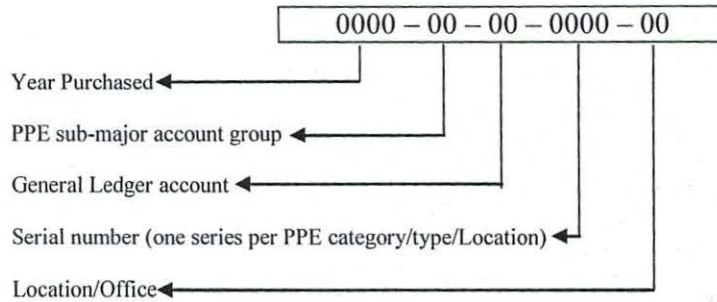 0000 – 00 – 00 – 0000 – 00
Year Purchased
PPE sub-major account group
General Ledger account
Serial number (one series per PPE category/type/Location)
Location/Office